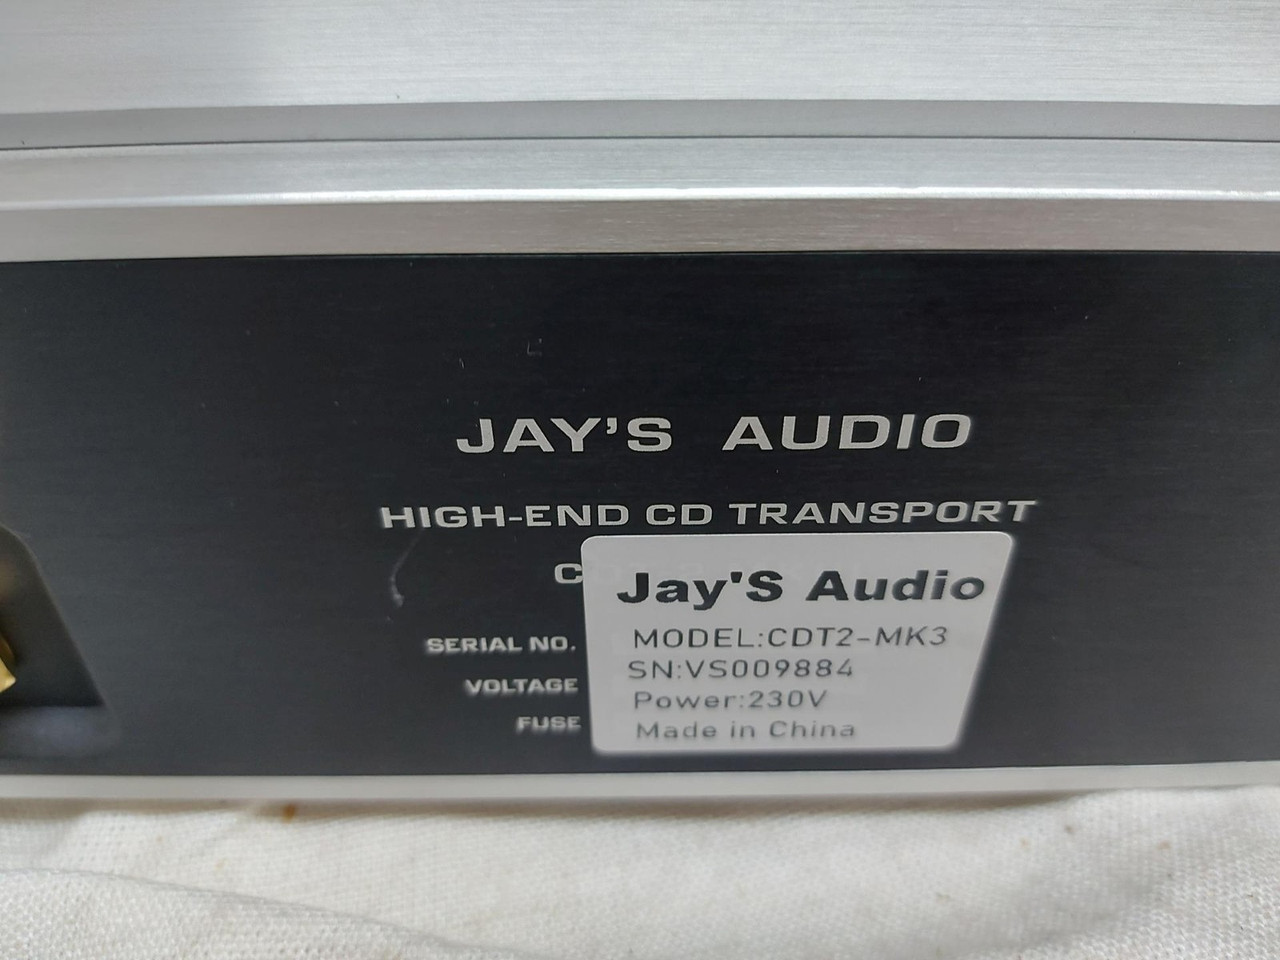 JAY'S AUDIO
HIGH-END CD TRANSPORT
Jay'S Audio
MODEL:CDT2-MK3
SERIAL NO.
SN:VS009884
VOLTAGE
Power:230V
FUSE
Made in China